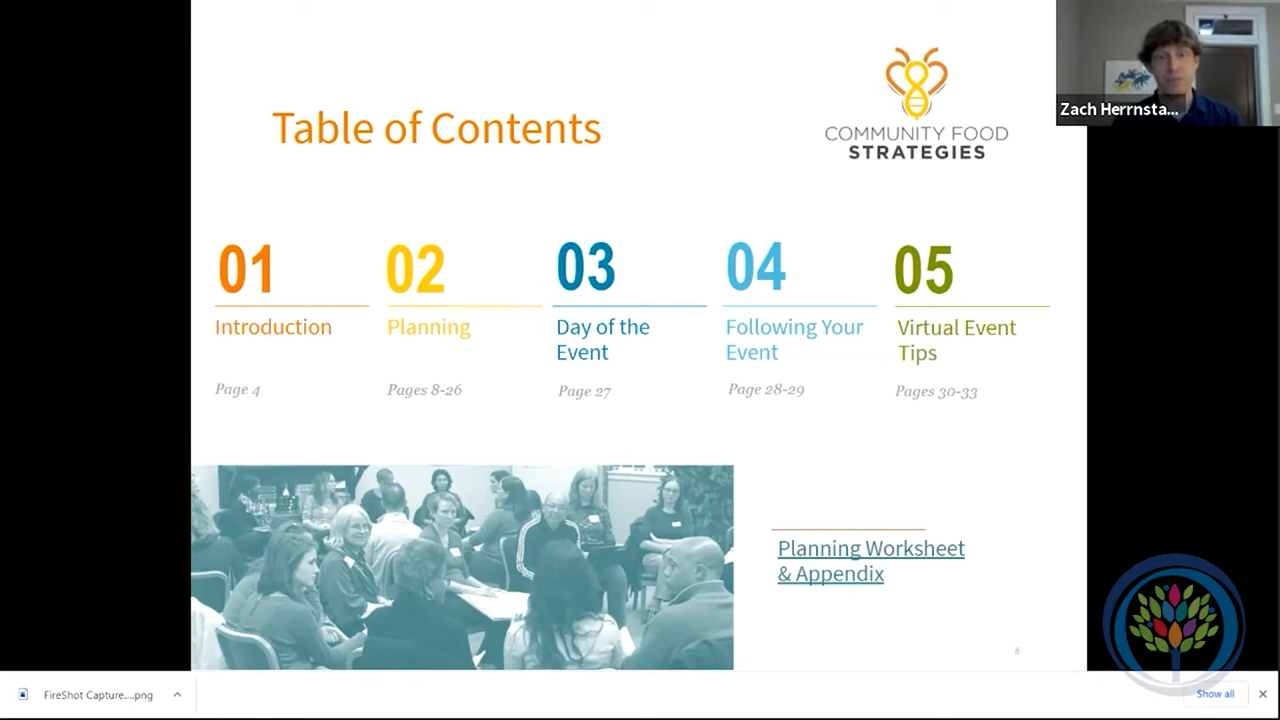 Zach Herrnsta...
Table of Contents
COMMUNITY FOOD
STRATEGIES
01
Introduction
Page 4
02
Planning
Pages 8-26
03
Day of the
Event
Page 27
04
Following Your
Event
Page 28-29
05
Virtual Event
Tips
Pages 30-33
Planning Worksheet
& Appendix
8
FireShot Capture....png
Show all